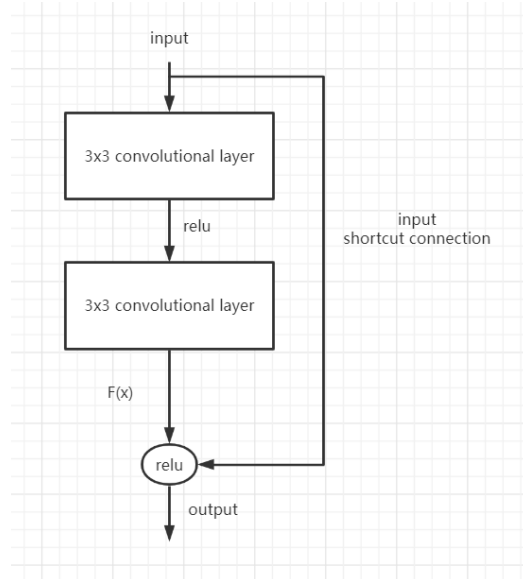 input
3x3 convolutional layer
relu
input
shortcut connection
3x3 convolutional layer
F(x)
relu
output